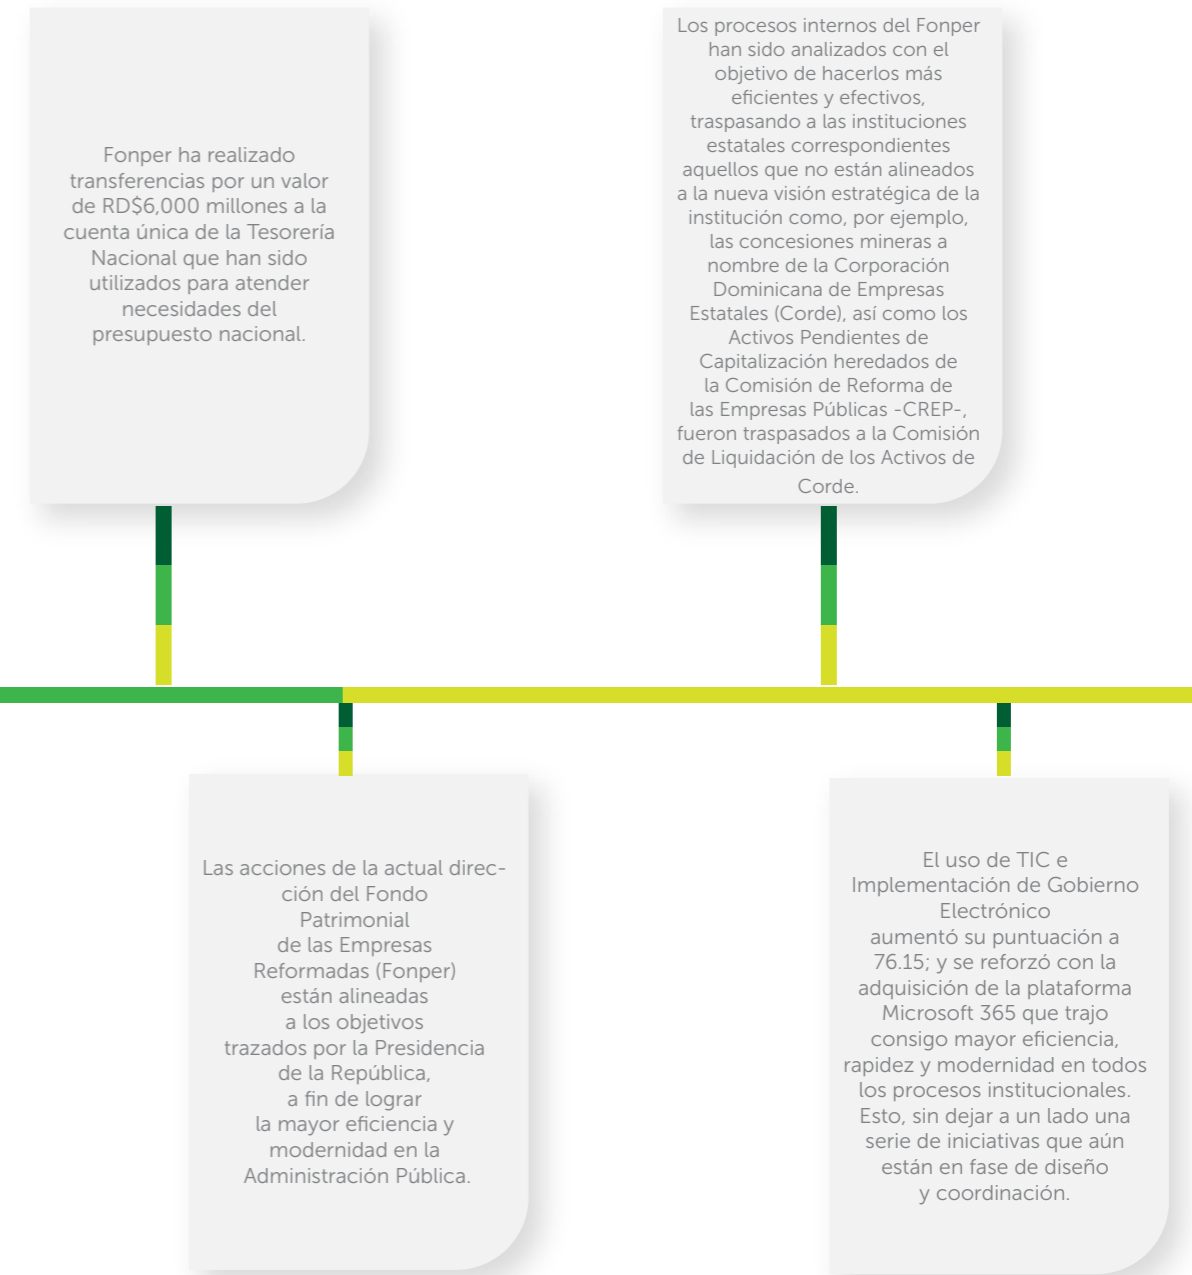 Fonper ha realizado
transferencias por un valor
de RD$6,000 millones a la
cuenta única de la Tesorería
Nacional que han sido
utilizados para atender
necesidades del
presupuesto nacional.
Las acciones de la actual direc-
ción del Fondo
Patrimonial
de las Empresas
Reformadas (Fonper)
están alineadas
a los objetivos
trazados por la Presidencia
de la República,
a fin de lograr
la mayor eficiencia y
modernidad en la
Administración Pública.
Los procesos internos del Fonper
han sido analizados con el
objetivo de hacerlos más
eficientes y efectivos,
traspasando a las instituciones
estatales correspondientes
aquellos que no están alineados
a la nueva visión estratégica de la
institución como, por ejemplo,
las concesiones mineras a
nombre de la Corporación
Dominicana de Empresas
Estatales (Corde), así como los
Activos Pendientes de
Capitalización heredados de
la Comisión de Reforma de
las Empresas Públicas -CREP-,
fueron traspasados a la Comisión
de Liquidación de los Activos de
Corde.
El uso de TIC e
Implementación de Gobierno
Electrónico
aumentó su puntuación a
76.15; y se reforzó con la
adquisición de la plataforma
Microsoft 365 que trajo
consigo mayor eficiencia,
rapidez y modernidad en todos
los procesos institucionales.
Esto, sin dejar a un lado una
serie de iniciativas que aún
están en fase de diseño
y coordinación.